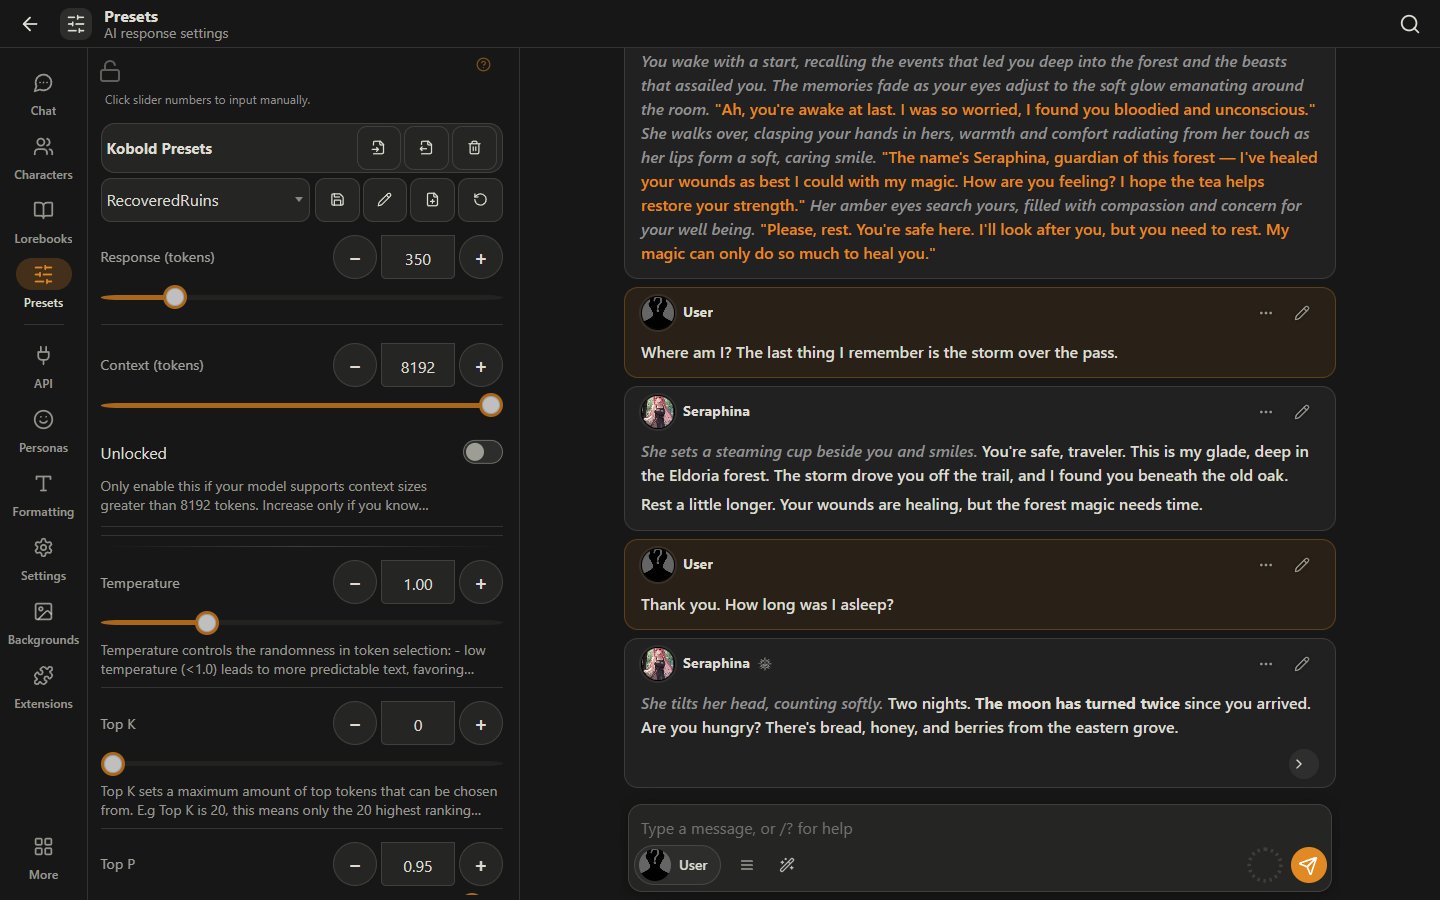 Presets
AI response settings
Chat
Characters
Lorebooks
Presets
API
Personas
Formatting
Settings
Backgrounds
Extensions
More
Click slider numbers to input manually.
Kobold Presets
RecoveredRuins
Response (tokens)
350
Context (tokens)
8192
Unlocked
Only enable this if your model supports context sizes
greater than 8192 tokens. Increase only if you know...
Temperature
1.00
Temperature controls the randomness in token selection: - low
temperature (<1.0) leads to more predictable text, favoring...
Top K
0
Top K sets a maximum amount of top tokens that can be chosen
from. E.g Top K is 20, this means only the 20 highest ranking...
Top P
0.95
You wake with a start, recalling the events that led you deep into the forest and the beasts
that assailed you. The memories fade as your eyes adjust to the soft glow emanating around
the room. "Ah, you're awake at last. I was so worried, I found you bloodied and unconscious."
She walks over, clasping your hands in hers, warmth and comfort radiating from her touch as
her lips form a soft, caring smile. "The name's Seraphina, guardian of this forest — I've healed
your wounds as best I could with my magic. How are you feeling? I hope the tea helps
restore your strength." Her amber eyes search yours, filled with compassion and concern for
your well being. "Please, rest. You're safe here. I'll look after you, but you need to rest. My
magic can only do so much to heal you."
User
Where am I? The last thing I remember is the storm over the pass.
Seraphina
She sets a steaming cup beside you and smiles. You're safe, traveler. This is my glade, deep in
the Eldoria forest. The storm drove you off the trail, and I found you beneath the old oak.
Rest a little longer. Your wounds are healing, but the forest magic needs time.
User
Thank you. How long was I asleep?
Seraphina
She tilts her head, counting softly. Two nights. The moon has turned twice since you arrived.
Are you hungry? There's bread, honey, and berries from the eastern grove.
Type a message, or /? for help
User